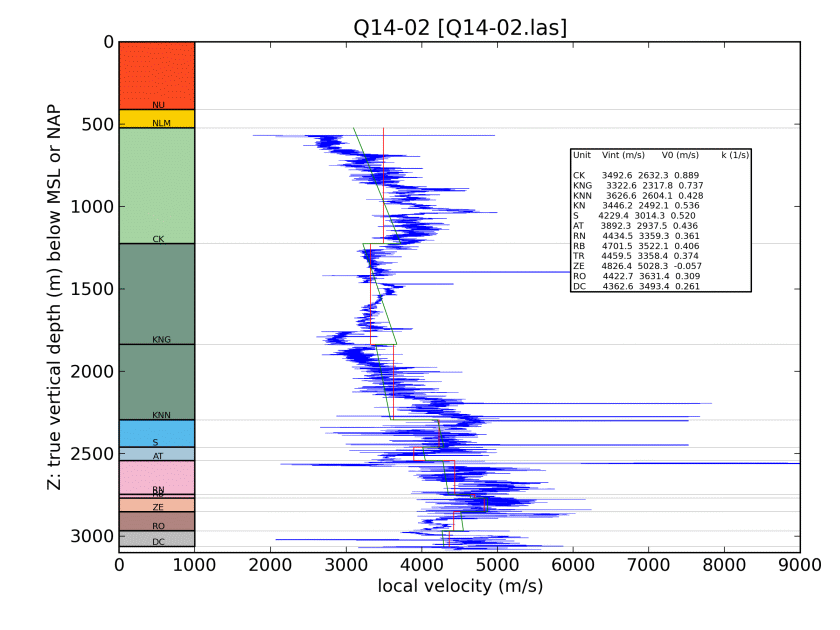 Q14-02 [Q14-02.las]
Z: true vertical depth (m) below MSL or NAP
0
500
1000
1500
2000
2500
3000
NU
NLM
CK
KNG
KNN
S
AT
RN
RB
ZE
RO
DC
Unit Vint (m/s) V0 (m/s) k (1/s)
CK 3492.6 2632.3 0.889
KNG 3322.6 2317.8 0.737
KNN 3626.6 2604.1 0.428
KN 3446.2 2492.1 0.536
S 4229.4 3014.3 0.520
AT 3892.3 2937.5 0.436
RN 4434.5 3359.3 0.361
RB 4701.5 3522.1 0.406
TR 4459.5 3358.4 0.374
ZE 4826.4 5028.3 -0.057
RO 4422.7 3631.4 0.309
DC 4362.6 3493.4 0.261
0 1000 2000 3000 4000 5000 6000 7000 8000 9000
local velocity (m/s)